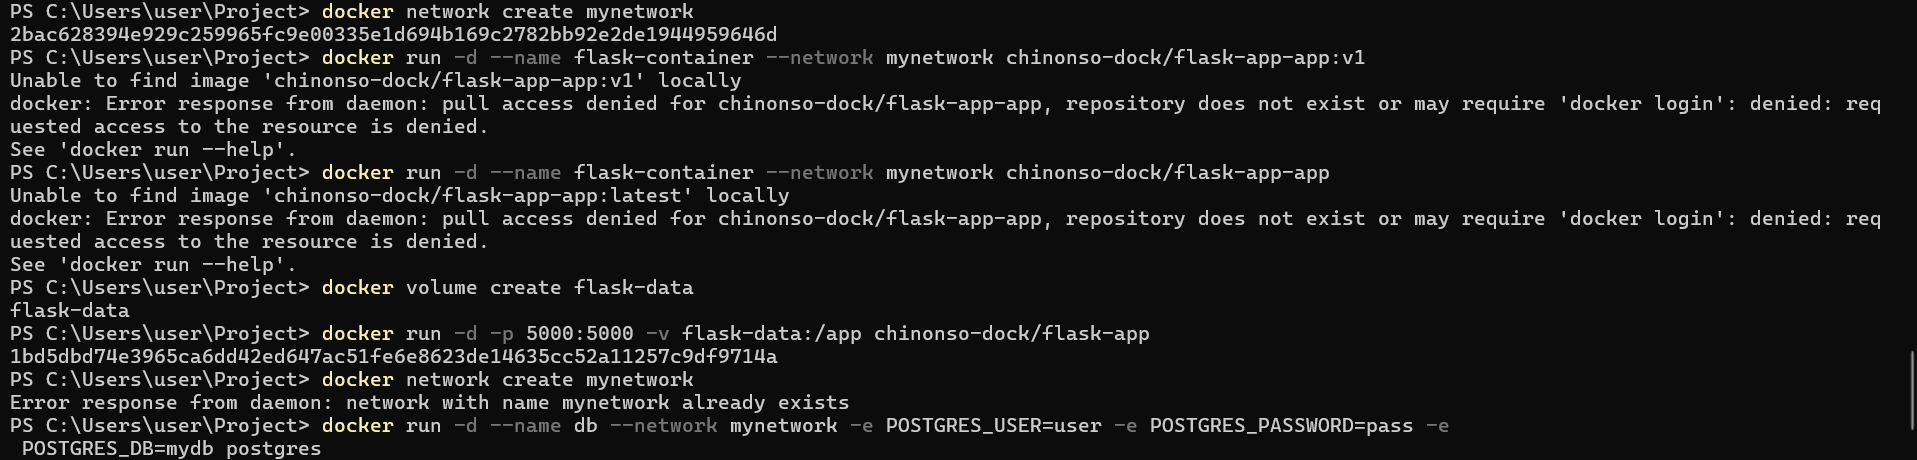 PS C:\Users\user\Project> docker network create mynetwork
2bac628394e929c259965fc9e00335e1d694b169c2782bb92e2de1944959646d
PS C:\Users\user\Project> docker run -d --name flask-container --network mynetwork chinonso-dock/flask-app-app:v1
Unable to find image 'chinonso-dock/flask-app-app:v1' locally
docker: Error response from daemon: pull access denied for chinonso-dock/flask-app-app, repository does not exist or may require 'docker login': denied: req
uested access to the resource is denied.
See 'docker run --help'.
PS C:\Users\user\Project> docker run -d --name flask-container --network mynetwork chinonso-dock/flask-app-app
Unable to find image 'chinonso-dock/flask-app-app:latest' locally
docker: Error response from daemon: pull access denied for chinonso-dock/flask-app-app, repository does not exist or may require 'docker login': denied: req
uested access to the resource is denied.
See 'docker run --help'.
PS C:\Users\user\Project> docker volume create flask-data
flask-data
PS C:\Users\user\Project> docker run -d -p 5000:5000 -v flask-data:/app chinonso-dock/flask-app
1bd5dbd74e3965ca6dd42ed647ac51fe6e8623de14635cc52a11257c9df9714a
PS C:\Users\user\Project> docker network create mynetwork
Error response from daemon: network with name mynetwork already exists
PS C:\Users\user\Project> docker run -d --name db --network mynetwork -e POSTGRES_USER=user -e POSTGRES_PASSWORD=pass -e
 POSTGRES_DB=mydb postgres